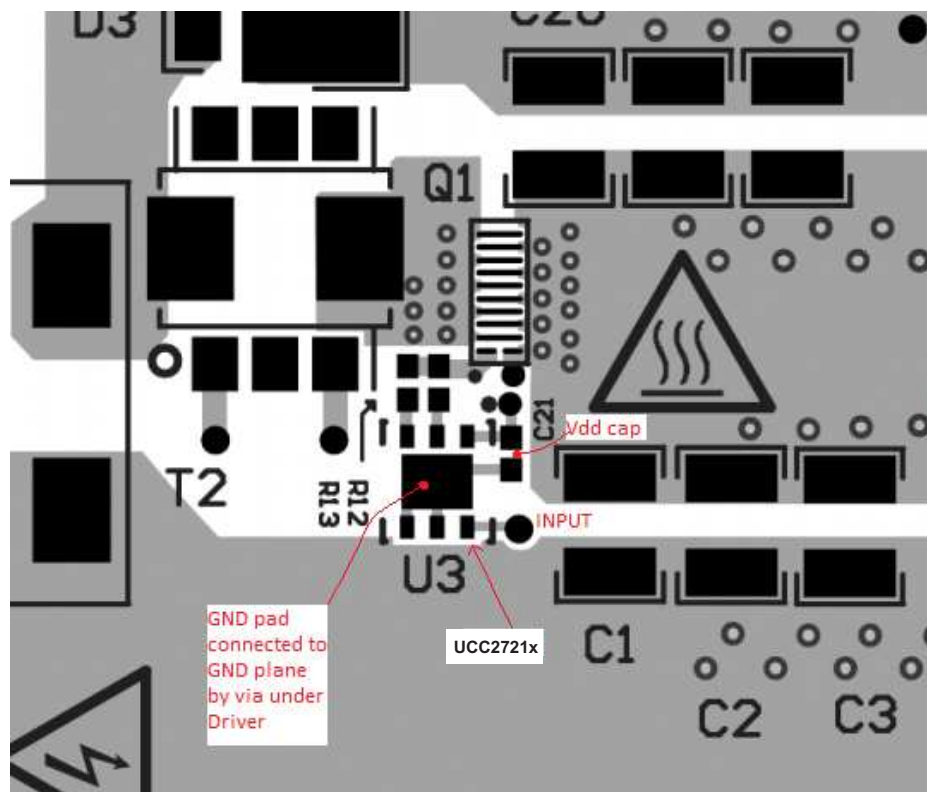 D3
C20
Q1
C21
Vdd cap
T2
R13
R12
INPUT
U3
GND pad
connected to
GND plane
by via under
Driver
UCC2721x
C1
C2
C3